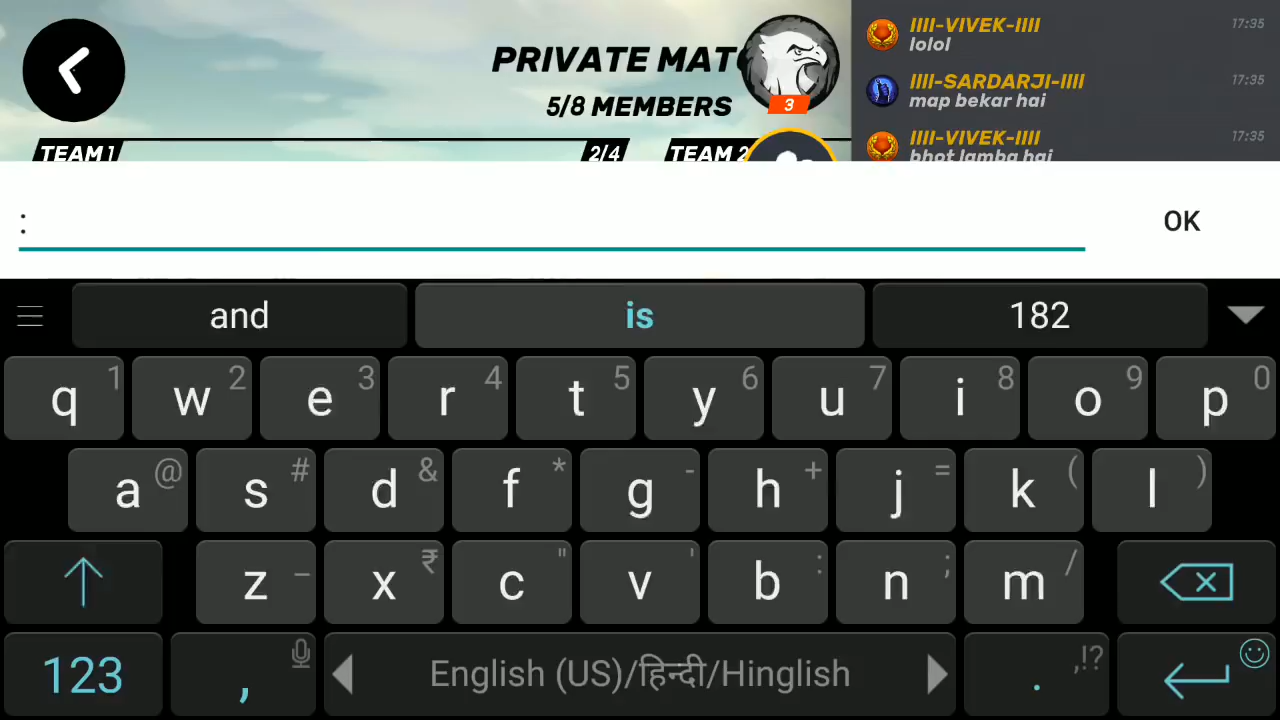 PRIVATE MAT
5/8 MEMBERS
3
TEAM 1
2/4
TEAM 2
IIII-VIVEK-IIII
17:35
lolol
IIII-SARDARJI-IIII
17:35
map bekar hai
IIII-VIVEK-IIII
17:35
bhot lamba hai
:
OK
and
is
182
q 1 w 2 e 3 r 4 t 5 y 6 u 7 i 8 o 9 p 0
a @ s # d & f * g - h + j = k ( l )
z _ x ₹ c " v ' b : n ; m /
123 , English (US)/हिन्दी/Hinglish . ,!?